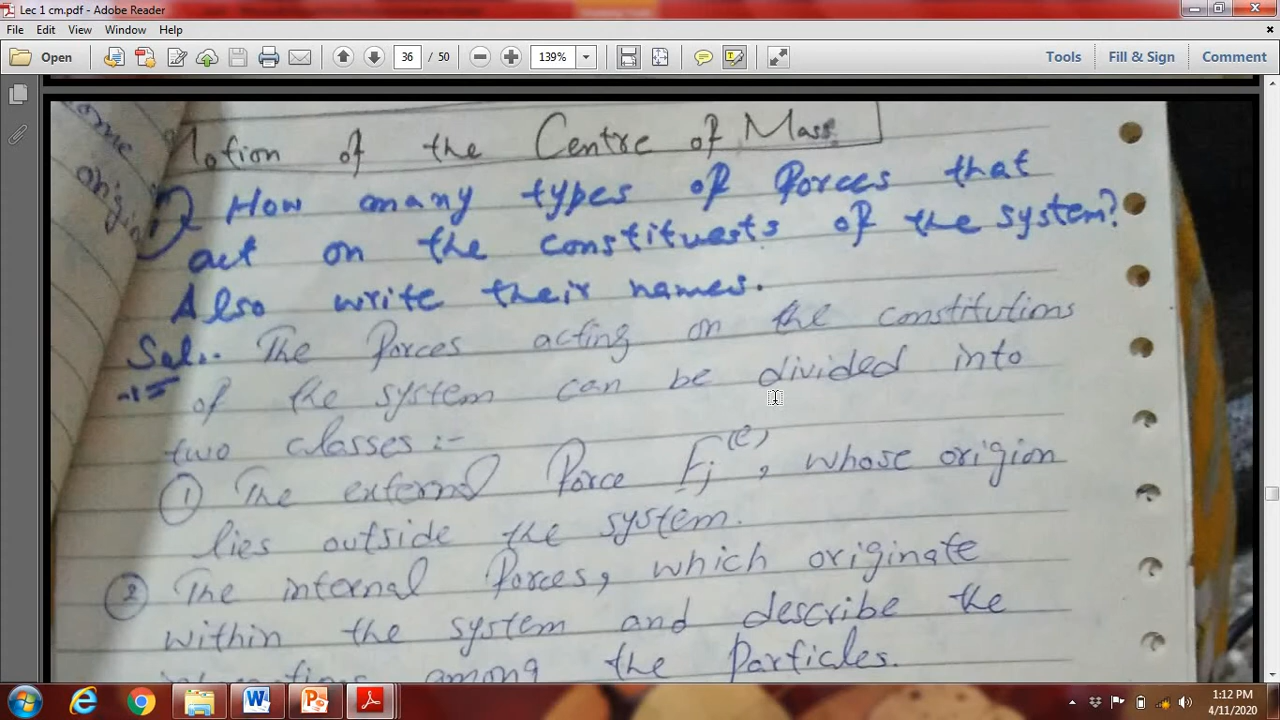 Lec 1 cm.pdf - Adobe Reader
File Edit View Window Help
Open 36 / 50 139% Tools Fill & Sign Comment
Motion of the Centre of Mass
How many types of forces that
act on the constituests of the system?
Also write their names.
Sol:- The forces acting on the constitutions
of the system can be divided into
two classes :-
① The external force Fj(e), whose origion
lies outside the system.
② The internal forces, which originate
within the system and describe the
among the particles.
some
origin
1:12 PM
4/11/2020